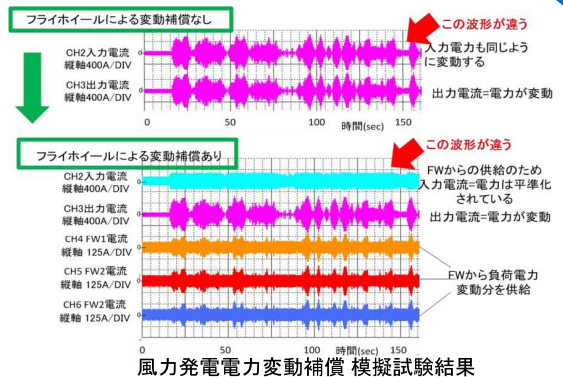 フライホイールによる変動補償なし
この波形が違う
CH2入力電流
縦軸400A/DIV
入力電力も同じよう
に変動する
CH3出力電流
縦軸400A/DIV
出力電流=電力が変動
0
0
0
50
100
150
時間(sec)
フライホイールによる変動補償あり
この波形が違う
CH2入力電流
縦軸400A/DIV
FWからの供給のため
入力電流=電力は平準化
されている
CH3出力電流
縦軸400A/DIV
出力電流=電力が変動
CH4 FW1電流
縦軸 125A/DIV
CH5 FW2電流
縦軸 125A/DIV
FWから負荷電力
変動分を供給
CH6 FW2電流
縦軸 125A/DIV
0
0
0
0
0
0
50
100
150
時間(sec)
風力発電電力変動補償 模擬試験結果